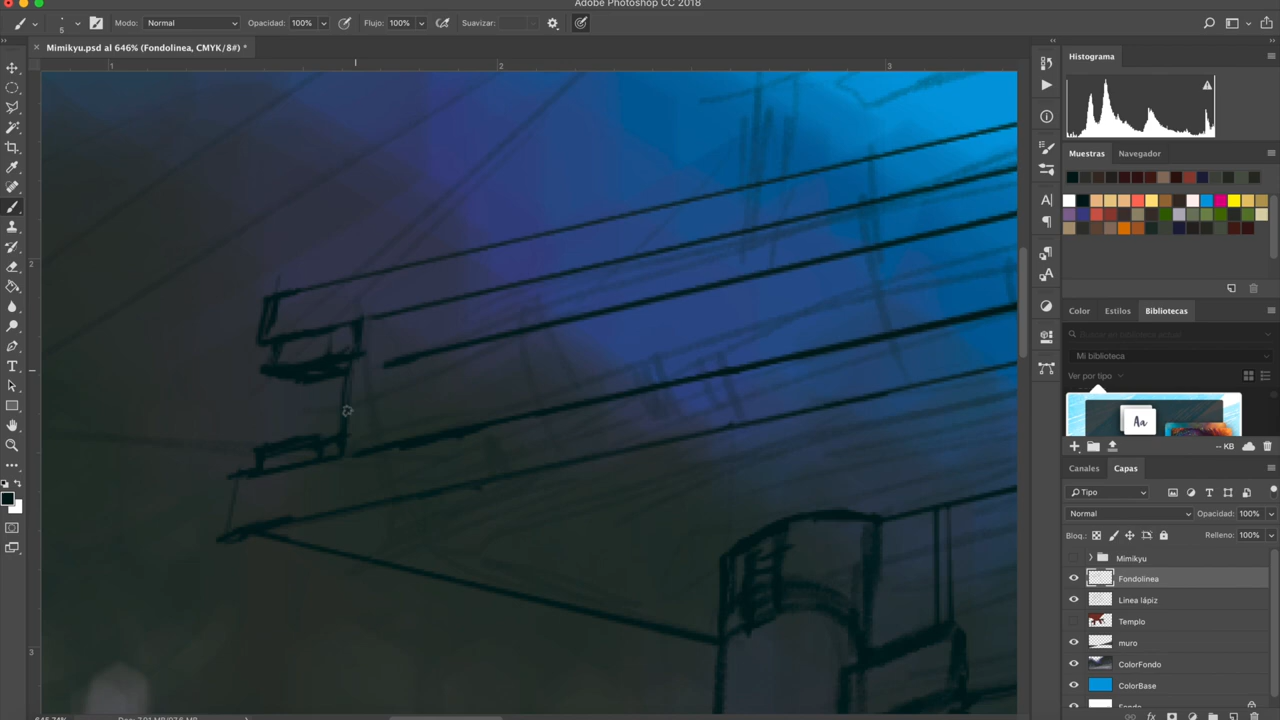 Adobe Photoshop CC 2018
5
Modo: Normal
Opacidad: 100%
Flujo: 100%
Suavizar:
Mimikyu.psd al 646% (Fondolinea, CMYK/8#) *
1
2
3
2
3
Histograma
Muestras
Navegador
Color
Estilos
Bibliotecas
Mi biblioteca
Ver por tipo
Aa
-- KB
Canales
Capas
Tipo
Normal
Opacidad: 100%
Bloq.:
Relleno: 100%
Mimikyu
Fondolinea
Linea lápiz
Templo
muro
ColorFondo
ColorBase